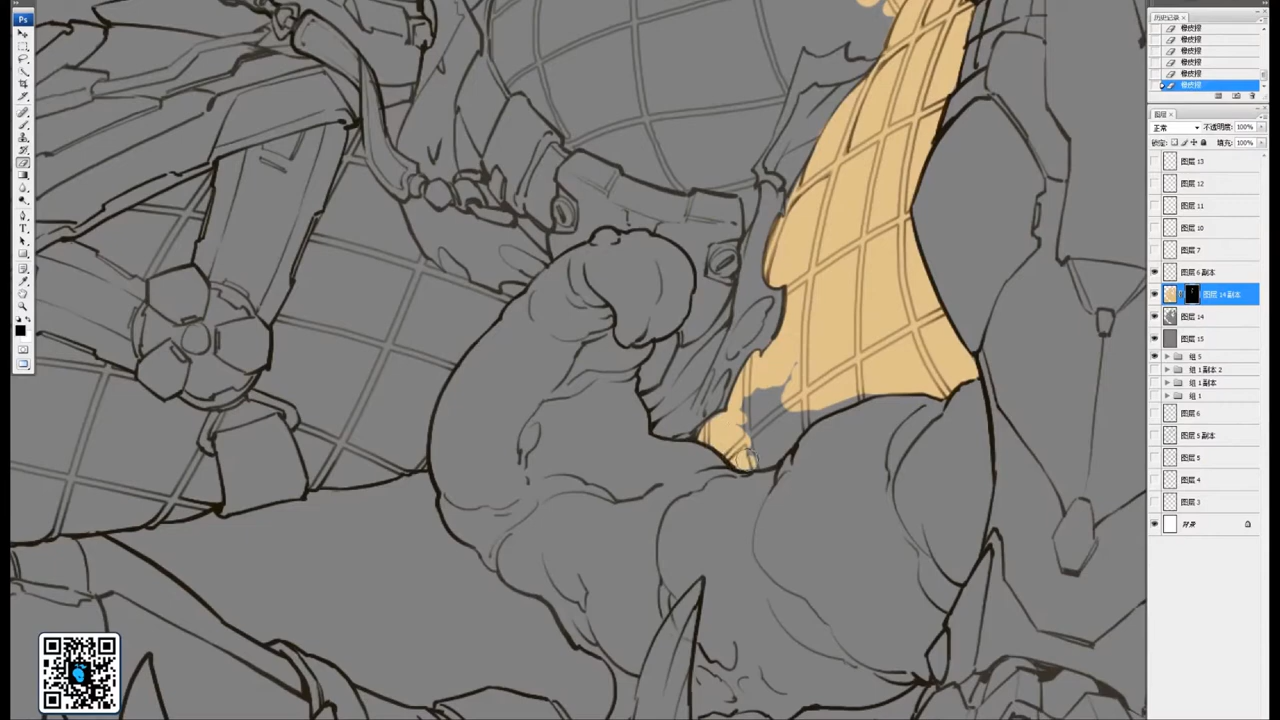 Ps
历史记录 ×
橡皮擦
橡皮擦
橡皮擦
橡皮擦
橡皮擦
橡皮擦
图层 ×
正常
不透明度: 100%
锁定:
填充: 100%
图层 13
图层 12
图层 11
图层 10
图层 7
图层 6 副本
图层 14 副本
图层 14
图层 15
组 5
组 1 副本 2
组 1 副本
组 1
图层 6
图层 5 副本
图层 5
图层 4
图层 3
背景